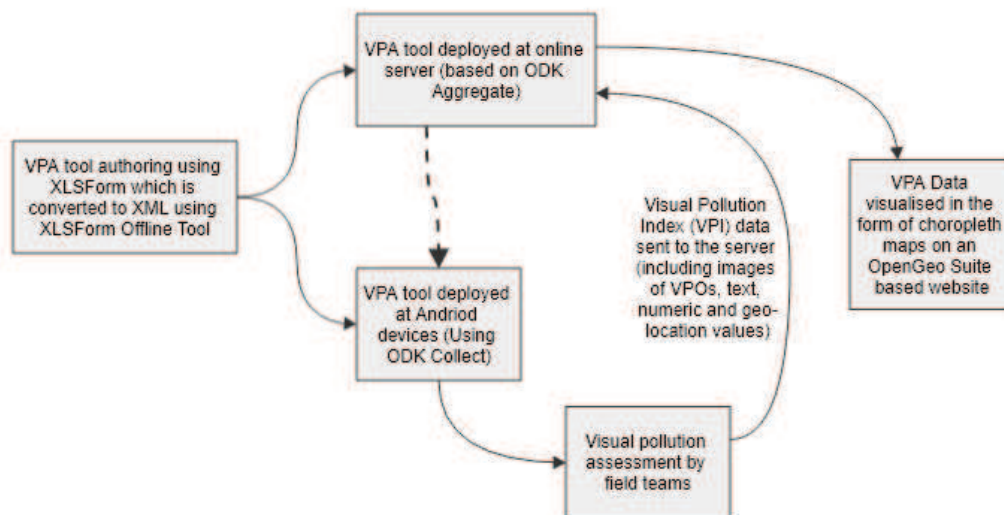 VPA tool authoring using
XLSForm which is
converted to XML using
XLSForm Offline Tool
VPA tool deployed at online
server (based on ODK
Aggregate)
VPA tool deployed
at Andriod
devices (Using
ODK Collect)
Visual pollution
assessment by
field teams
Visual Pollution
Index (VPI) data
sent to the server
(including images
of VPOs, text,
numeric and geo-
location values)
VPA Data
visualised in the
form of choropleth
maps on an
OpenGeo Suite
based website